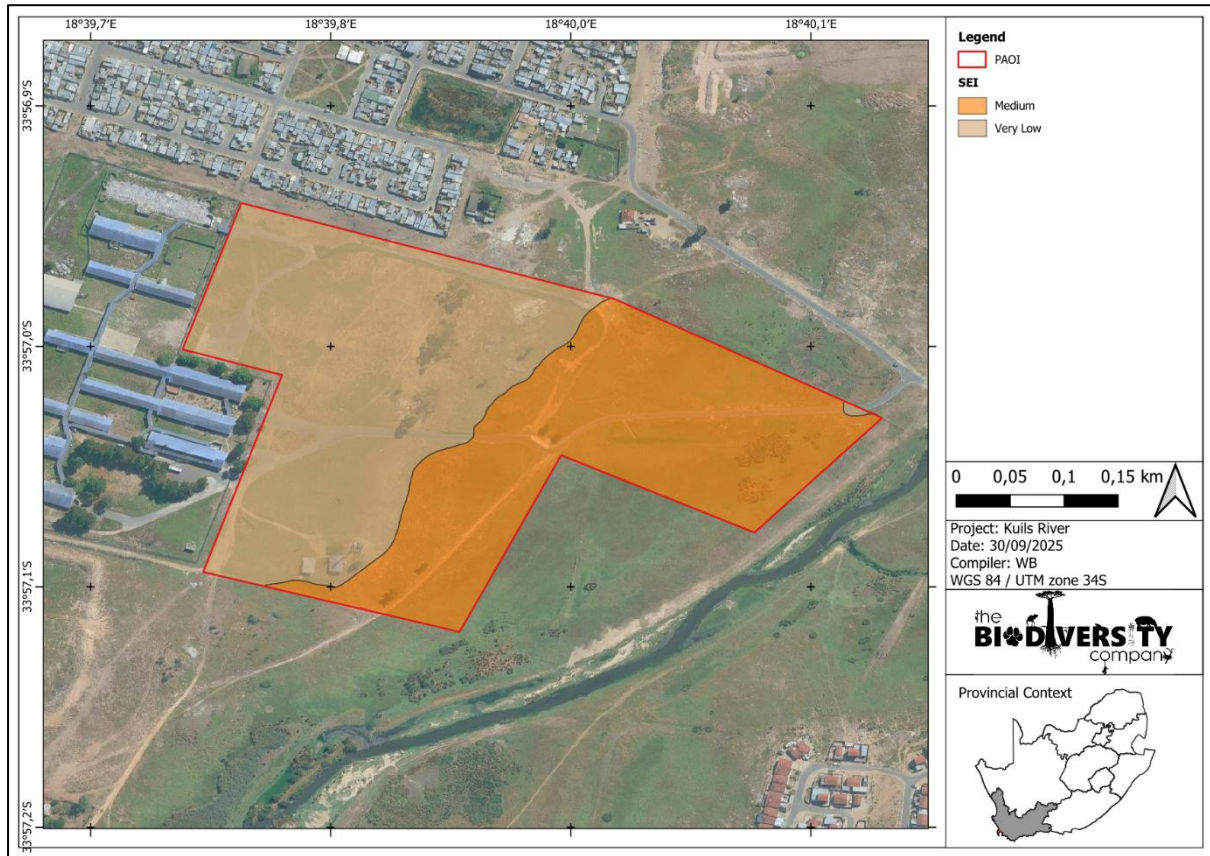 18°39,7'E
18°39,8'E
18°40,0'E
18°40,1'E
33°56,9'S
33°57,0'S
33°57,1'S
33°57,2'S
Legend
PAOI
SEI
Medium
Very Low
0 0,05 0,1 0,15 km
Project: Kuils River
Date: 30/09/2025
Compiler: WB
WGS 84 / UTM zone 34S
the
BIODIVERSITY
company
Provincial Context